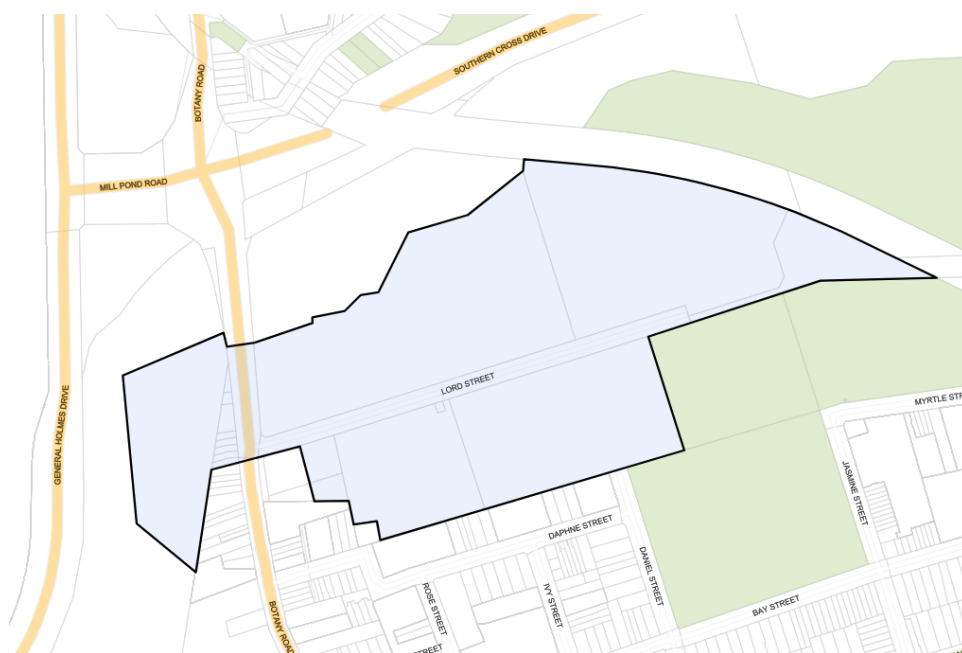 SOUTHERN CROSS DRIVE
BOTANY ROAD
MILL POND ROAD
LORD STREET
GENERAL HOLMES DRIVE
MYRTLE STR
JASMINE STREET
DAPHNE STREET
DANIEL STREET
ROSE STREET
IVY STREET
BAY STREET
BOTANY ROAD
STREET